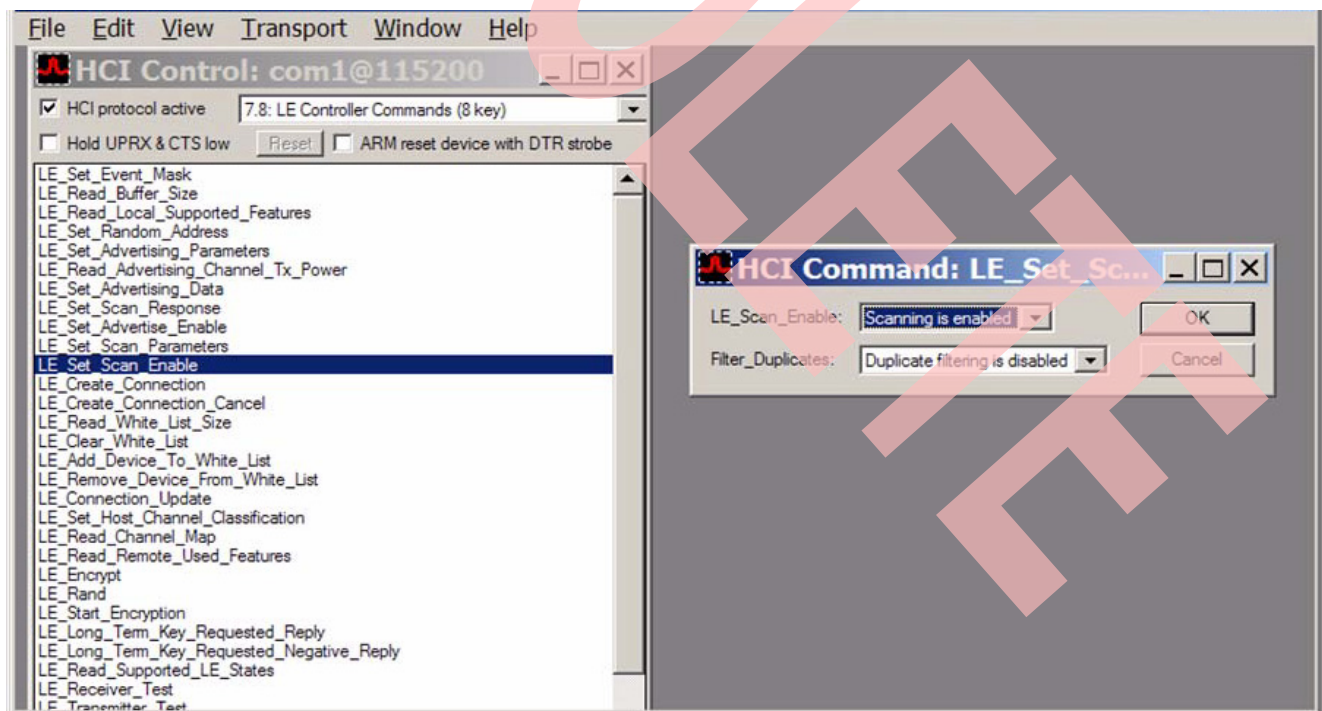 File Edit View Transport Window Help
HCI Control: com1@115200
HCI protocol active 7.8: LE Controller Commands (8 key)
Hold UPRX & CTS low Reset ARM reset device with DTR strobe
LE_Set_Event_Mask
LE_Read_Buffer_Size
LE_Read_Local_Supported_Features
LE_Set_Random_Address
LE_Set_Advertising_Parameters
LE_Read_Advertising_Channel_Tx_Power
LE_Set_Advertising_Data
LE_Set_Scan_Response
LE_Set_Advertise_Enable
LE_Set_Scan_Parameters
LE_Set_Scan_Enable
LE_Create_Connection
LE_Create_Connection_Cancel
LE_Read_White_List_Size
LE_Clear_White_List
LE_Add_Device_To_White_List
LE_Remove_Device_From_White_List
LE_Connection_Update
LE_Set_Host_Channel_Classification
LE_Read_Channel_Map
LE_Read_Remote_Used_Features
LE_Encrypt
LE_Rand
LE_Start_Encryption
LE_Long_Term_Key_Requested_Reply
LE_Long_Term_Key_Requested_Negative_Reply
LE_Read_Supported_LE_States
LE_Receiver_Test
LE_Transmitter_Test
HCI Command: LE_Set_Sc...
LE_Scan_Enable: Scanning is enabled OK
Filter_Duplicates: Duplicate filtering is disabled Cancel